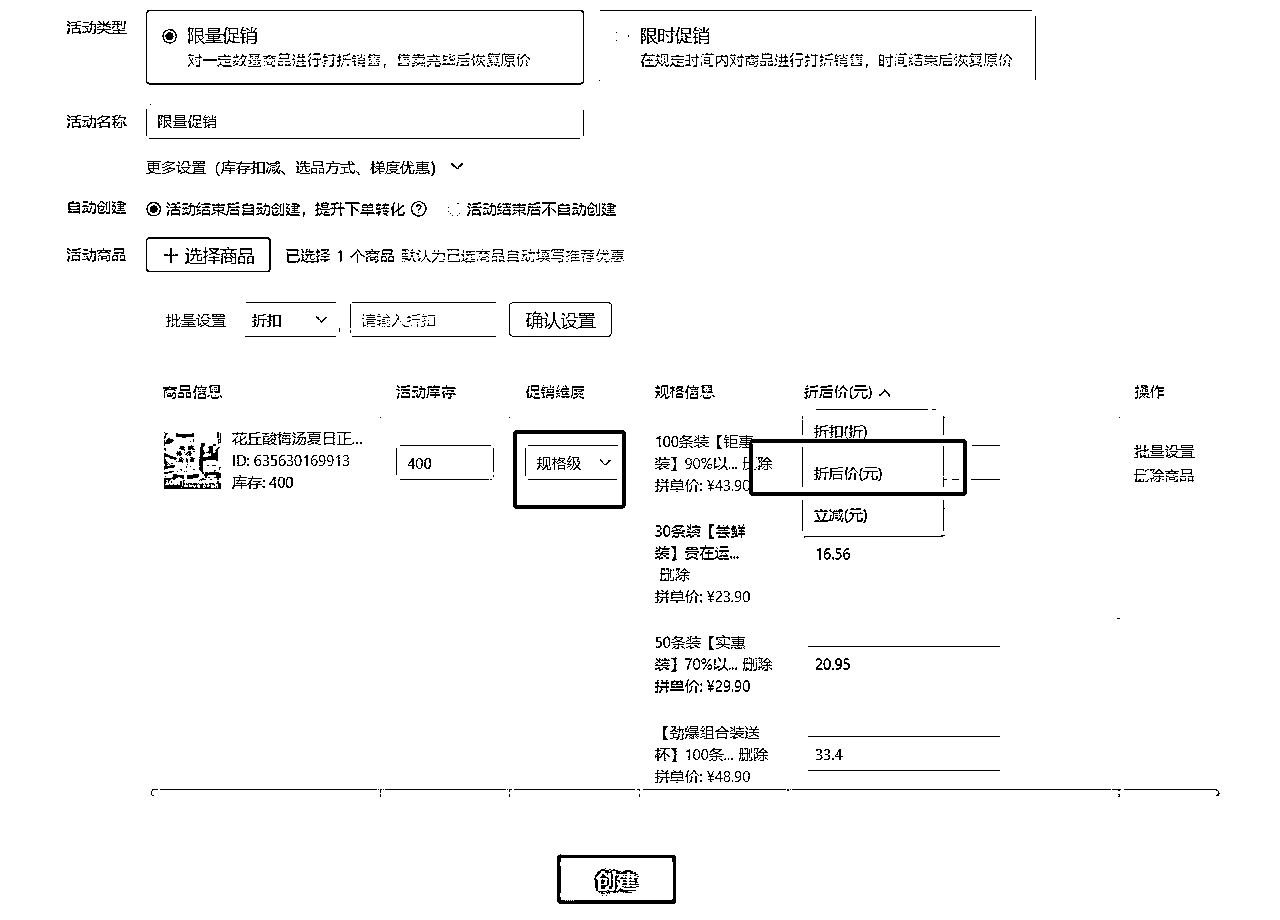 活动类型
限量促销
对一定数量商品进行打折销售，售卖完毕后恢复原价
限时促销
在规定时间内对商品进行打折销售，时间结束后恢复原价
活动名称
限量促销
更多设置（库存扣减、选品方式、梯度优惠）
自动创建
活动结束后自动创建，提升下单转化
活动结束后不自动创建
活动商品
＋选择商品
已选择 1 个商品 默认为已选商品自动填写推荐优惠
批量设置
折扣
请输入折扣
确认设置
商品信息
活动库存
促销维度
规格信息
折后价(元)
操作
花丘酸梅汤夏日正...
ID: 635630169913
库存: 400
400
规格级
100条装【钜惠
装】90%以... 删除
拼单价: ¥43.90
折扣(折)
折后价(元)
立减(元)
批量设置
删除商品
30条装【尝鲜
装】贵在运...
删除
拼单价: ¥23.90
16.56
50条装【实惠
装】70%以... 删除
拼单价: ¥29.90
20.95
【劲爆组合装送
杯】100条... 删除
拼单价: ¥48.90
33.4
创建